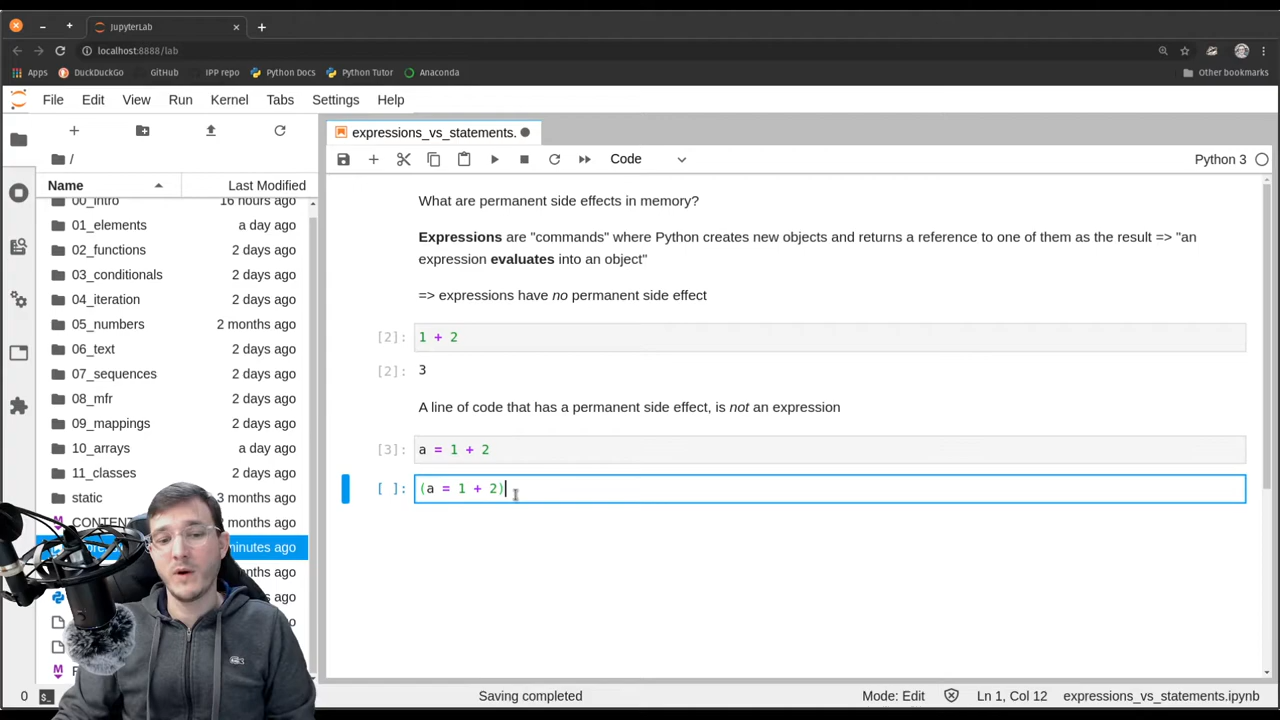 JupyterLab
localhost:8888/lab
Apps DuckDuckGo GitHub IPP repo Python Docs Python Tutor Anaconda Other bookmarks
File Edit View Run Kernel Tabs Settings Help
expressions_vs_statements.
/
Code Python 3
Name Last Modified
00_intro 16 hours ago
01_elements a day ago
02_functions 2 days ago
03_conditionals 2 days ago
04_iteration 2 days ago
05_numbers 2 months ago
06_text 2 days ago
07_sequences 2 days ago
08_mfr 2 days ago
09_mappings 2 days ago
10_arrays a day ago
11_classes 2 days ago
static 3 months ago
months ago
minutes ago
ago
ago
ago
ago
ago
What are permanent side effects in memory?
Expressions are "commands" where Python creates new objects and returns a reference to one of them as the result => "an
expression evaluates into an object"
=> expressions have no permanent side effect
[2]: 1 + 2
[2]: 3
A line of code that has a permanent side effect, is not an expression
[3]: a = 1 + 2
[ ]: (a = 1 + 2)
0 $_ Saving completed Mode: Edit Ln 1, Col 12 expressions_vs_statements.ipynb